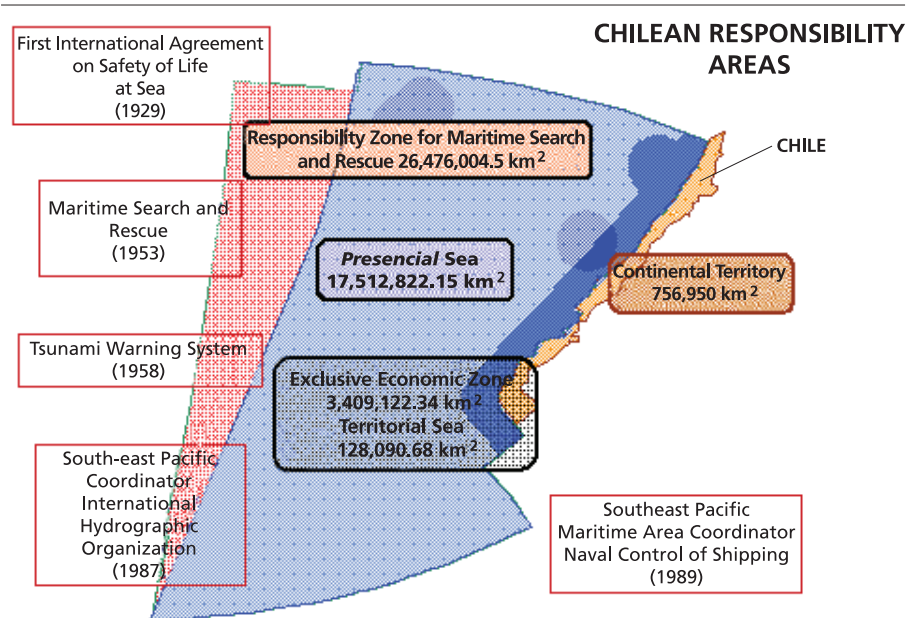 CHILEAN RESPONSIBILITY
AREAS
First International Agreement
on Safety of Life
at Sea
(1929)
Responsibility Zone for Maritime Search
and Rescue 26,476,004.5 km²
CHILE
Maritime Search and
Rescue
(1953)
Presencial Sea
17,512,822.15 km²
Continental Territory
756,950 km²
Tsunami Warning System
(1958)
Exclusive Economic Zone
3,409,122.34 km²
Territorial Sea
128,090.68 km²
South-east Pacific
Coordinator
International
Hydrographic
Organization
(1987)
Southeast Pacific
Maritime Area Coordinator
Naval Control of Shipping
(1989)